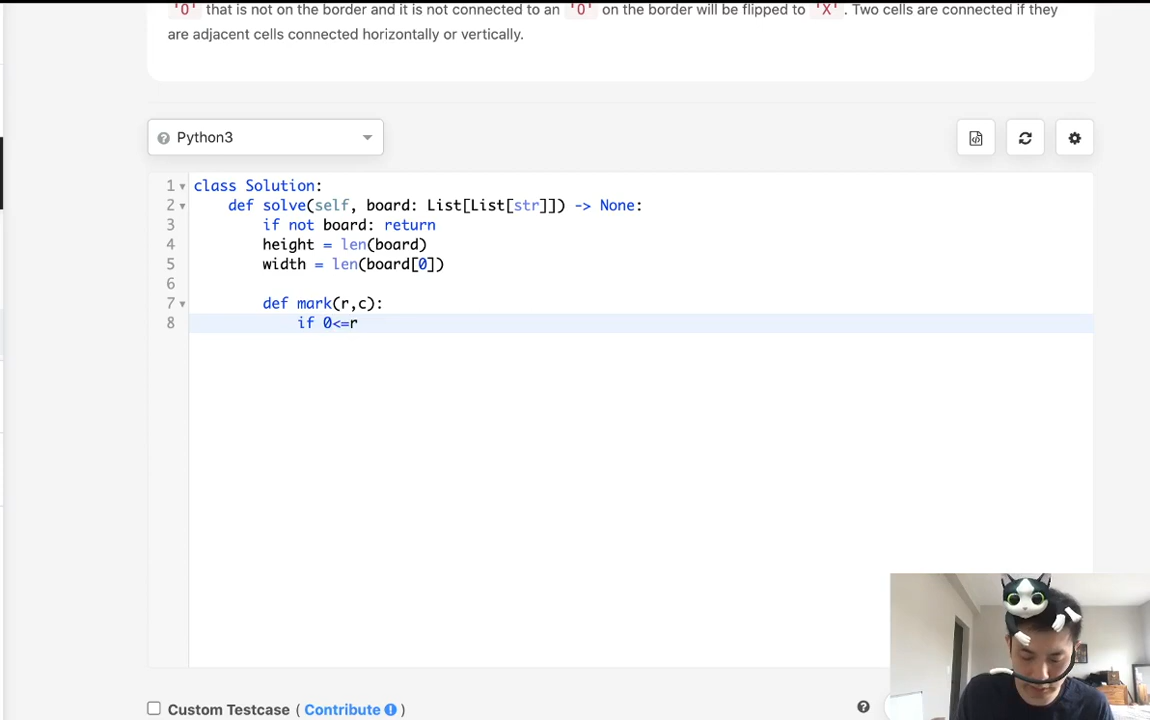 'O' that is not on the border and it is not connected to an 'O' on the border will be flipped to 'X'. Two cells are connected if they
are adjacent cells connected horizontally or vertically.
Python3
1 class Solution:
2 def solve(self, board: List[List[str]]) -> None:
3 if not board: return
4 height = len(board)
5 width = len(board[0])
6
7 def mark(r,c):
8 if 0<=r
Custom Testcase ( Contribute )